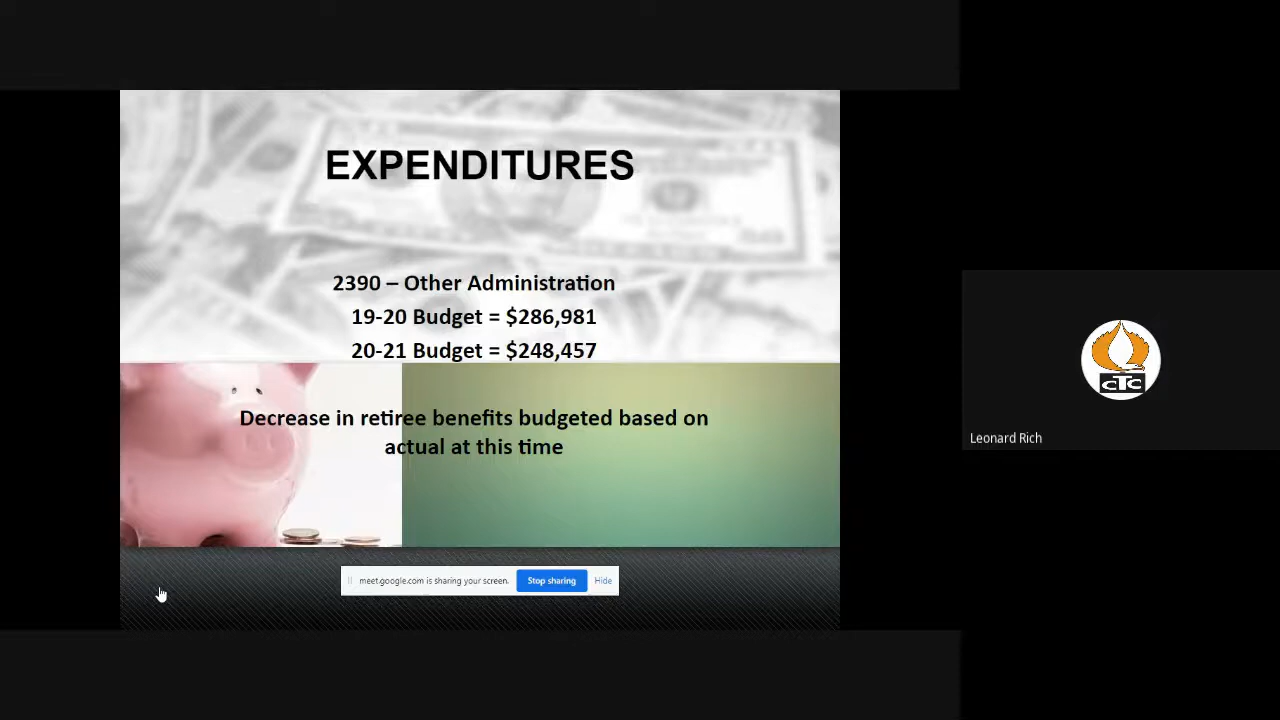 EXPENDITURES
2390 – Other Administration
19-20 Budget = $286,981
20-21 Budget = $248,457
Decrease in retiree benefits budgeted based on
actual at this time
meet.google.com is sharing your screen.
Stop sharing
Hide
CTC
Leonard Rich